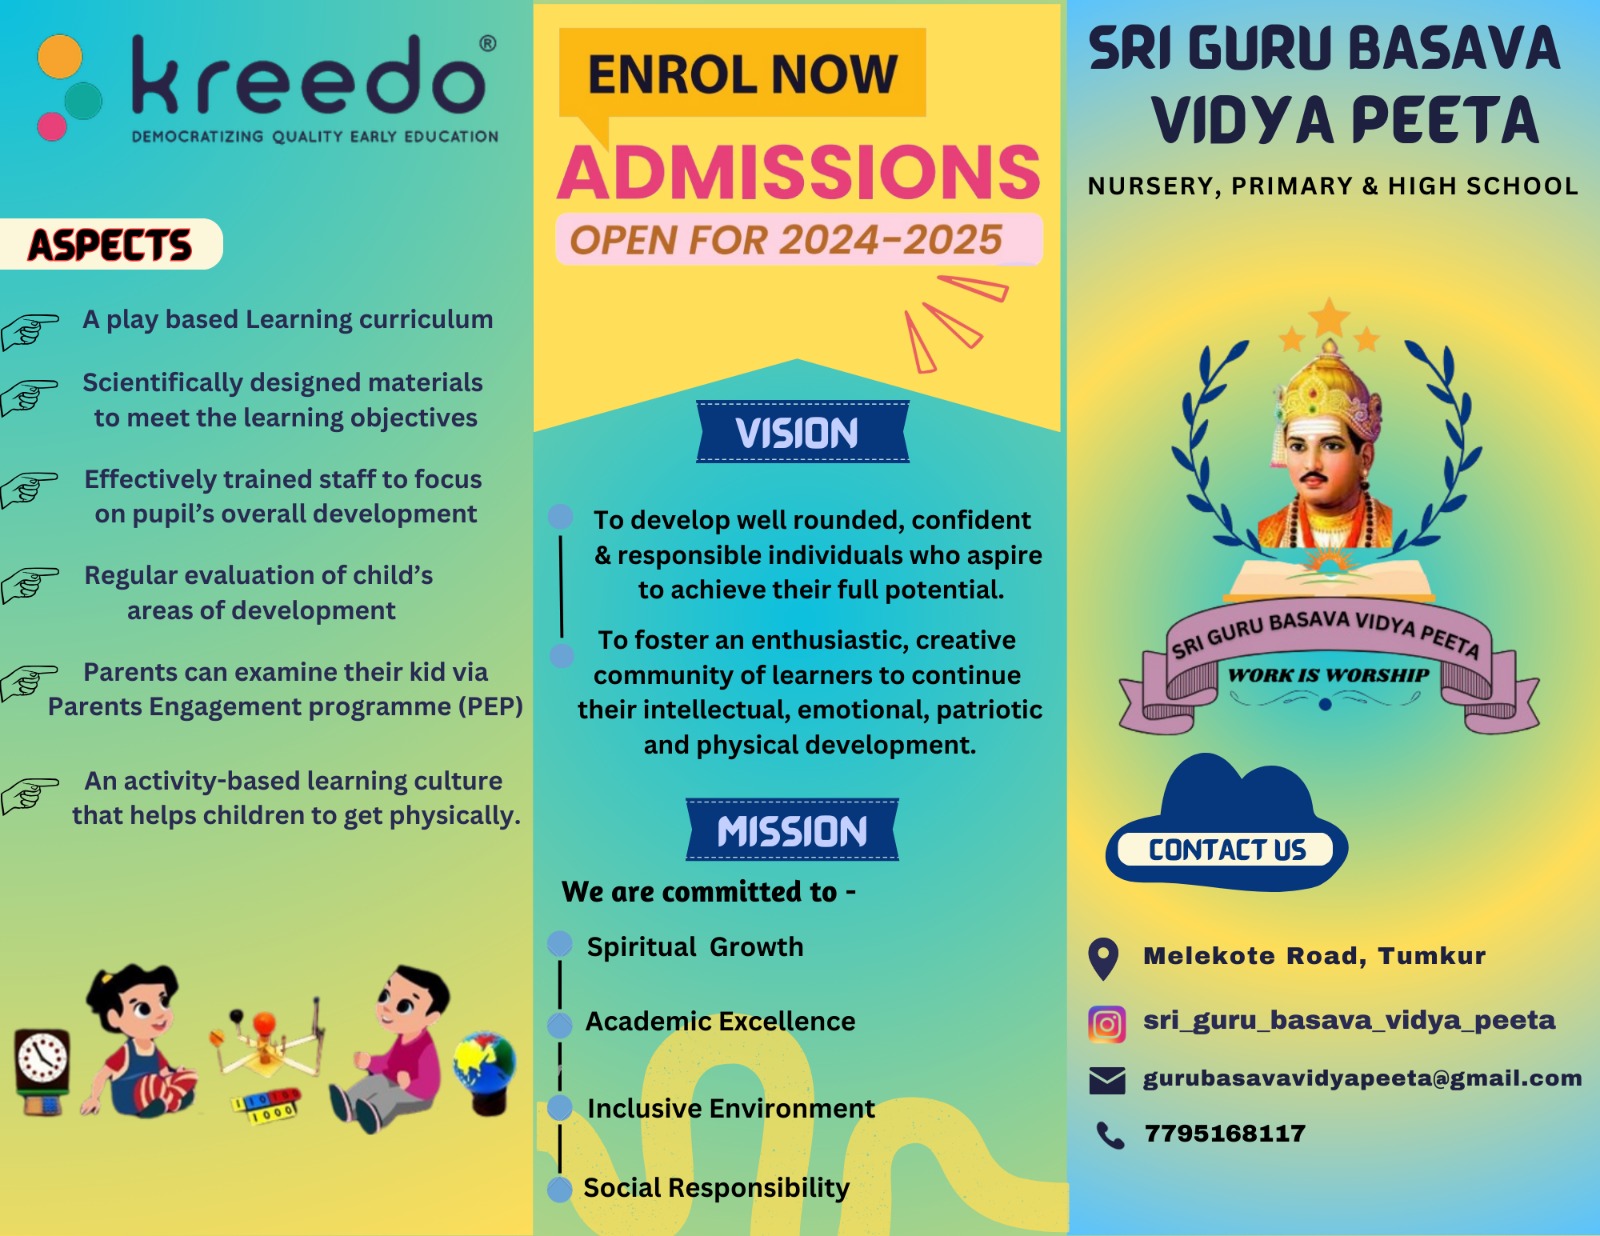 kreedo®
DEMOCRATIZING QUALITY EARLY EDUCATION
ASPECTS
A play based Learning curriculum
Scientifically designed materials
to meet the learning objectives
Effectively trained staff to focus
on pupil's overall development
Regular evaluation of child's
areas of development
Parents can examine their kid via
Parents Engagement programme (PEP)
An activity-based learning culture
that helps children to get physically.
1000
ENROL NOW
ADMISSIONS
OPEN FOR 2024-2025
VISION
To develop well rounded, confident
& responsible individuals who aspire
to achieve their full potential.
To foster an enthusiastic, creative
community of learners to continue
their intellectual, emotional, patriotic
and physical development.
MISSION
We are committed to -
Spiritual Growth
Academic Excellence
Inclusive Environment
Social Responsibility
SRI GURU BASAVA
VIDYA PEETA
NURSERY, PRIMARY & HIGH SCHOOL
SRI GURU BASAVA VIDYA PEETA
WORK IS WORSHIP
CONTACT US
Melekote Road, Tumkur
sri_guru_basava_vidya_peeta
gurubasavavidyapeeta@gmail.com
7795168117